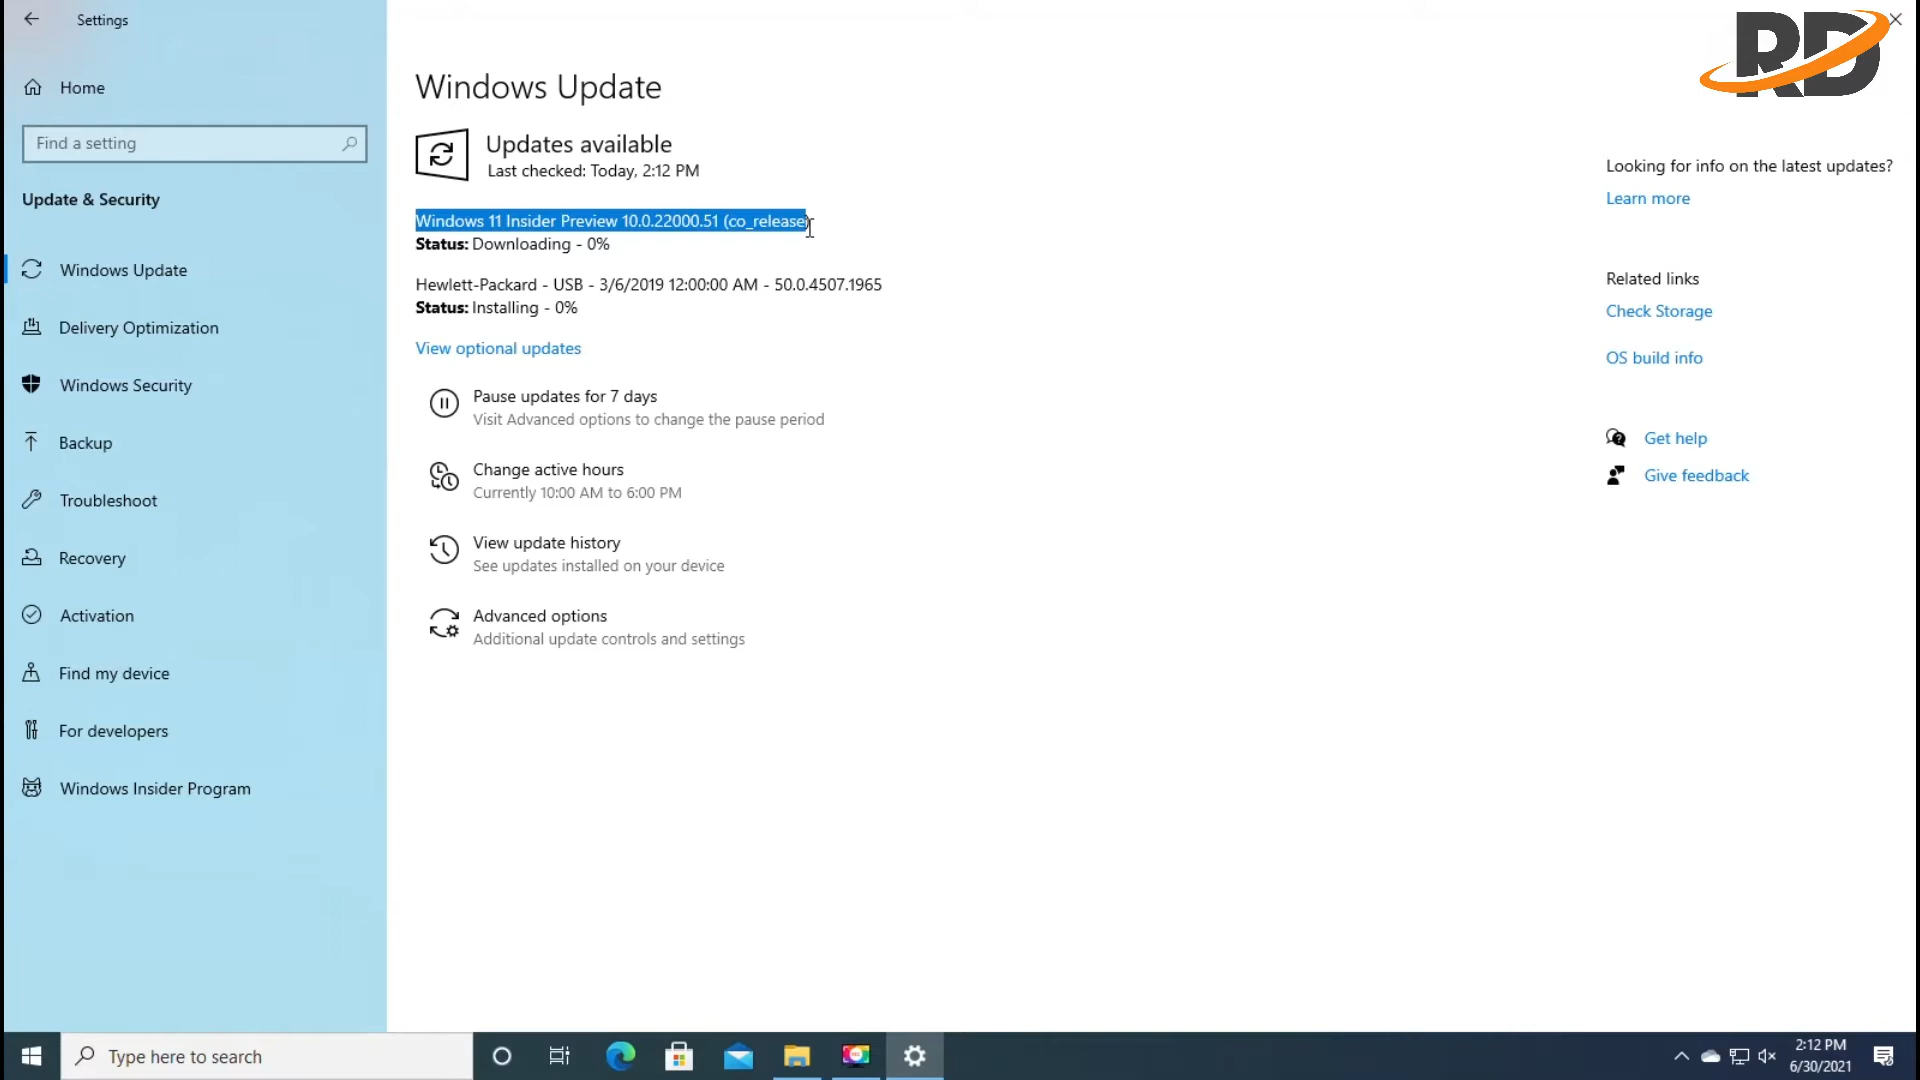 Settings
RD
Home
Find a setting
Update & Security
Windows Update
Delivery Optimization
Windows Security
Backup
Troubleshoot
Recovery
Activation
Find my device
For developers
Windows Insider Program
Windows Update
Updates available
Last checked: Today, 2:12 PM
Windows 11 Insider Preview 10.0.22000.51 (co_release)
Status: Downloading - 0%
Hewlett-Packard - USB - 3/6/2019 12:00:00 AM - 50.0.4507.1965
Status: Installing - 0%
View optional updates
Pause updates for 7 days
Visit Advanced options to change the pause period
Change active hours
Currently 10:00 AM to 6:00 PM
View update history
See updates installed on your device
Advanced options
Additional update controls and settings
Looking for info on the latest updates?
Learn more
Related links
Check Storage
OS build info
Get help
Give feedback
Type here to search
2:12 PM
6/30/2021